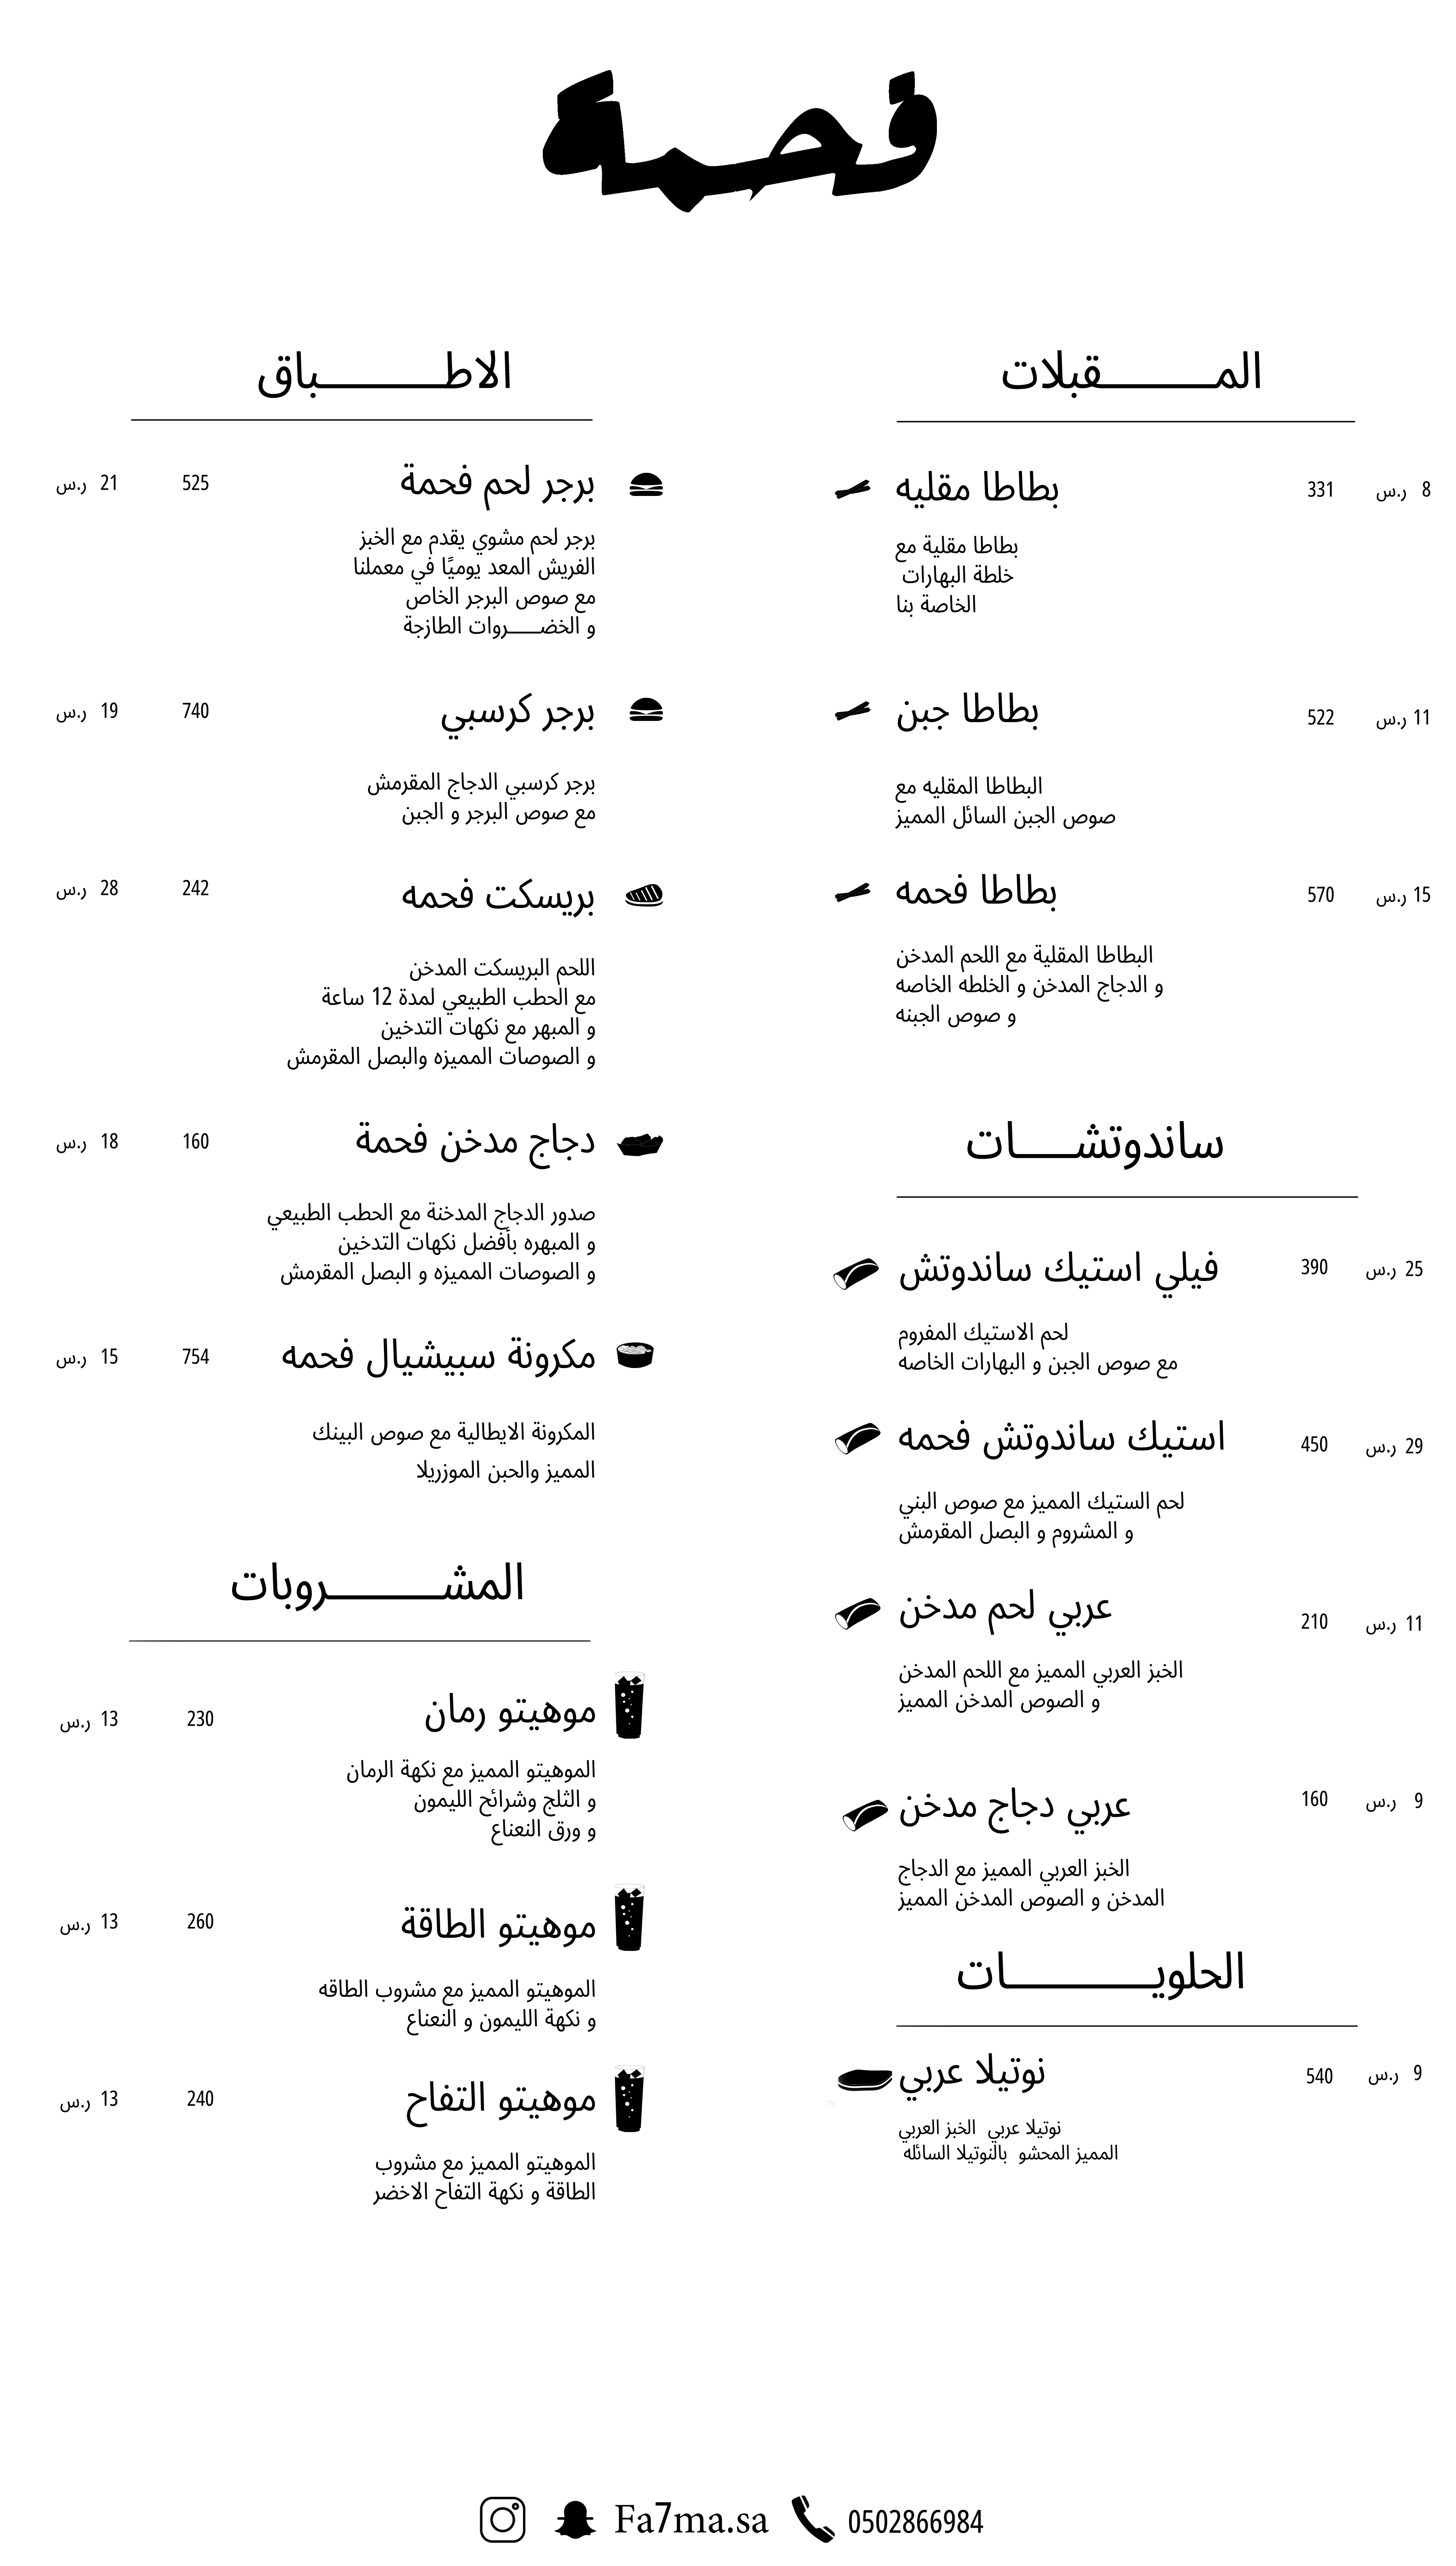 فحمة
المـــــــقبلات
بطاطا مقليه 331 8 ر.س
بطاطا مقلية مع
خلطة البهارات
الخاصة بنا
بطاطا جبن 522 11 ر.س
البطاطا المقليه مع
صوص الجبن السائل المميز
بطاطا فحمه 570 15 ر.س
البطاطا المقلية مع اللحم المدخن
و الدجاج المدخن و الخلطه الخاصه
و صوص الجبنه
ساندوتشــــات
فيلي استيك ساندوتش 390 25 ر.س
لحم الاستيك المفروم
مع صوص الجبن و البهارات الخاصه
استيك ساندوتش فحمه 450 29 ر.س
لحم الستيك المميز مع صوص البني
و المشروم و البصل المقرمش
عربي لحم مدخن 210 11 ر.س
الخبز العربي المميز مع اللحم المدخن
و الصوص المدخن المميز
عربي دجاج مدخن 160 9 ر.س
الخبز العربي المميز مع الدجاج
المدخن و الصوص المدخن المميز
الحلويـــــــــات
نوتيلا عربي 540 9 ر.س
نوتيلا عربي الخبز العربي
المميز المحشو بالنوتيلا السائله
الاطــــــــباق
برجر لحم فحمة 525 21 ر.س
برجر لحم مشوي يقدم مع الخبز
الفريش المعد يوميًا في معملنا
مع صوص البرجر الخاص
و الخضــــروات الطازجة
برجر كرسبي 740 19 ر.س
برجر كرسبي الدجاج المقرمش
مع صوص البرجر و الجبن
بريسكت فحمه 242 28 ر.س
اللحم البريسكت المدخن
مع الحطب الطبيعي لمدة 12 ساعة
و المبهر مع نكهات التدخين
و الصوصات المميزه والبصل المقرمش
دجاج مدخن فحمة 160 18 ر.س
صدور الدجاج المدخنة مع الحطب الطبيعي
و المبهره بأفضل نكهات التدخين
و الصوصات المميزه و البصل المقرمش
مكرونة سبيشيال فحمه 754 15 ر.س
المكرونة الايطالية مع صوص البينك
المميز والحبن الموزريلا
المشـــــــروبات
موهيتو رمان 230 13 ر.س
الموهيتو المميز مع نكهة الرمان
و الثلج وشرائح الليمون
و ورق النعناع
موهيتو الطاقة 260 13 ر.س
الموهيتو المميز مع مشروب الطاقه
و نكهة الليمون و النعناع
موهيتو التفاح 240 13 ر.س
الموهيتو المميز مع مشروب
الطاقة و نكهة التفاح الاخضر
Fa7ma.sa 0502866984